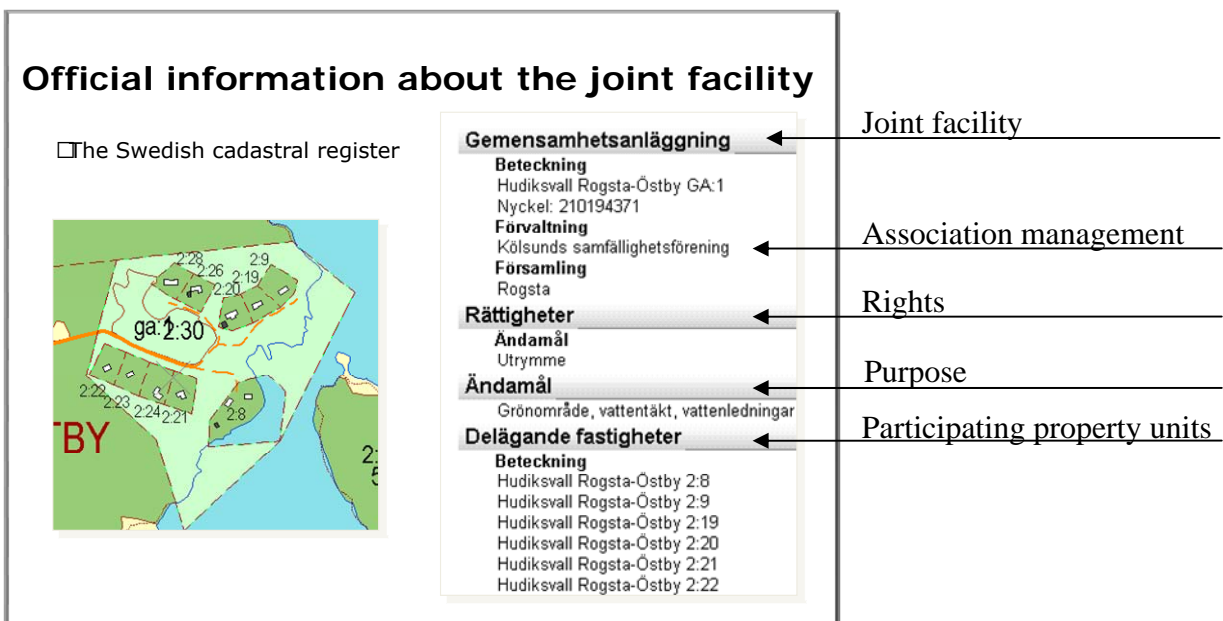 Official information about the joint facility
The Swedish cadastral register
2:28
2:26
2:20
2:19
2:9
ga:1
2:30
2:22
2:23
2:24
2:21
2:8
TBY
2:
5
Gemensamhetsanläggning
Beteckning
Hudiksvall Rogsta-Östby GA:1
Nyckel: 210194371
Förvaltning
Kölsunds samfällighetsförening
Församling
Rogsta
Rättigheter
Ändamål
Utrymme
Ändamål
Grönområde, vattentäkt, vattenledningar
Delägande fastigheter
Beteckning
Hudiksvall Rogsta-Östby 2:8
Hudiksvall Rogsta-Östby 2:9
Hudiksvall Rogsta-Östby 2:19
Hudiksvall Rogsta-Östby 2:20
Hudiksvall Rogsta-Östby 2:21
Hudiksvall Rogsta-Östby 2:22
Joint facility
Association management
Rights
Purpose
Participating property units